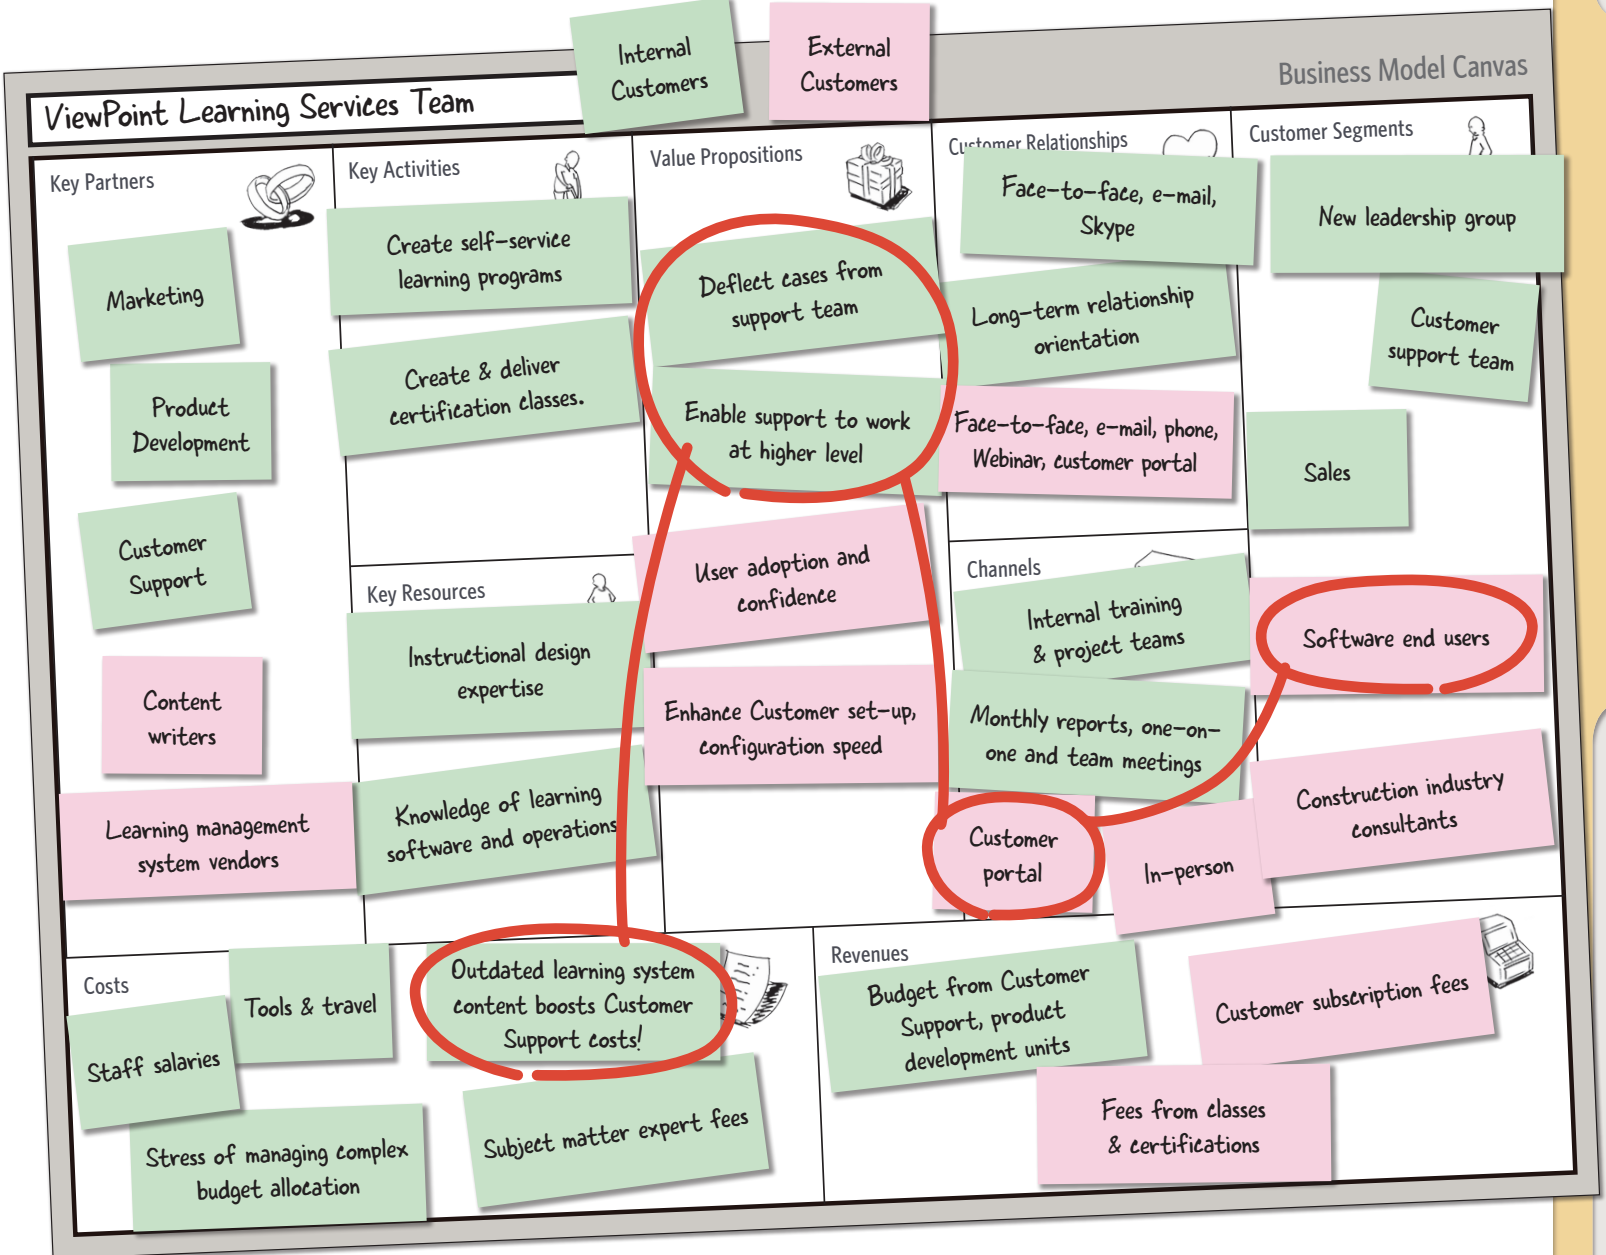 Internal
Customers
External
Customers
Business Model Canvas
ViewPoint Learning Services Team
Key Partners
Marketing
Product
Development
Customer
Support
Content
writers
Learning management
system vendors
Key Activities
Create self-service
learning programs
Create & deliver
certification classes.
Key Resources
Instructional design
expertise
Knowledge of learning
software and operations
Value Propositions
Deflect cases from
support team
Enable support to work
at higher level
User adoption and
confidence
Enhance Customer set-up,
configuration speed
Customer Relationships
Face-to-face, e-mail,
Skype
Long-term relationship
orientation
Face-to-face, e-mail, phone,
Webinar, customer portal
Channels
Internal training
& project teams
Monthly reports, one-on-
one and team meetings
Customer
portal
In-person
Customer Segments
New leadership group
Customer
support team
Sales
Software end users
Construction industry
consultants
Costs
Tools & travel
Staff salaries
Outdated learning system
content boosts Customer
Support costs!
Stress of managing complex
budget allocation
Subject matter expert fees
Revenues
Budget from Customer
Support, product
development units
Customer subscription fees
Fees from classes
& certifications